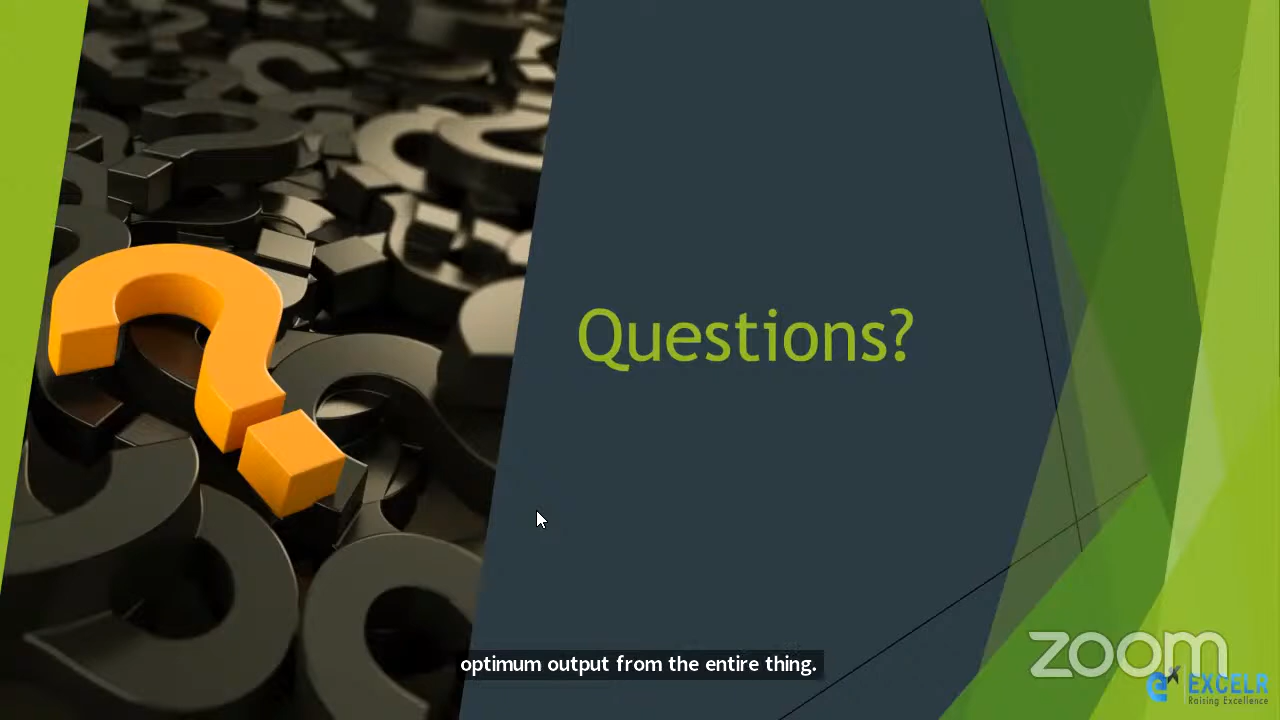 Questions?
optimum output from the entire thing.
zoom
EXCELR
Raising Excellence